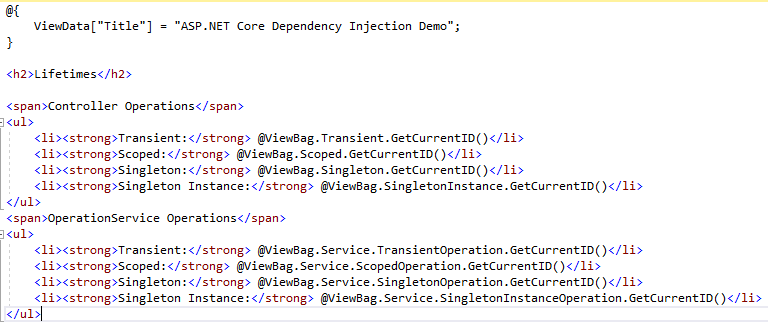 @{
    ViewData["Title"] = "ASP.NET Core Dependency Injection Demo";
}
<h2>Lifetimes</h2>
<span>Controller Operations</span>
<ul>
    <li><strong>Transient:</strong> @ViewBag.Transient.GetCurrentID()</li>
    <li><strong>Scoped:</strong> @ViewBag.Scoped.GetCurrentID()</li>
    <li><strong>Singleton:</strong> @ViewBag.Singleton.GetCurrentID()</li>
    <li><strong>Singleton Instance:</strong> @ViewBag.SingletonInstance.GetCurrentID()</li>
</ul>
<span>OperationService Operations</span>
<ul>
    <li><strong>Transient:</strong> @ViewBag.Service.TransientOperation.GetCurrentID()</li>
    <li><strong>Scoped:</strong> @ViewBag.Service.ScopedOperation.GetCurrentID()</li>
    <li><strong>Singleton:</strong> @ViewBag.Service.SingletonOperation.GetCurrentID()</li>
    <li><strong>Singleton Instance:</strong> @ViewBag.Service.SingletonInstanceOperation.GetCurrentID()</li>
</ul>